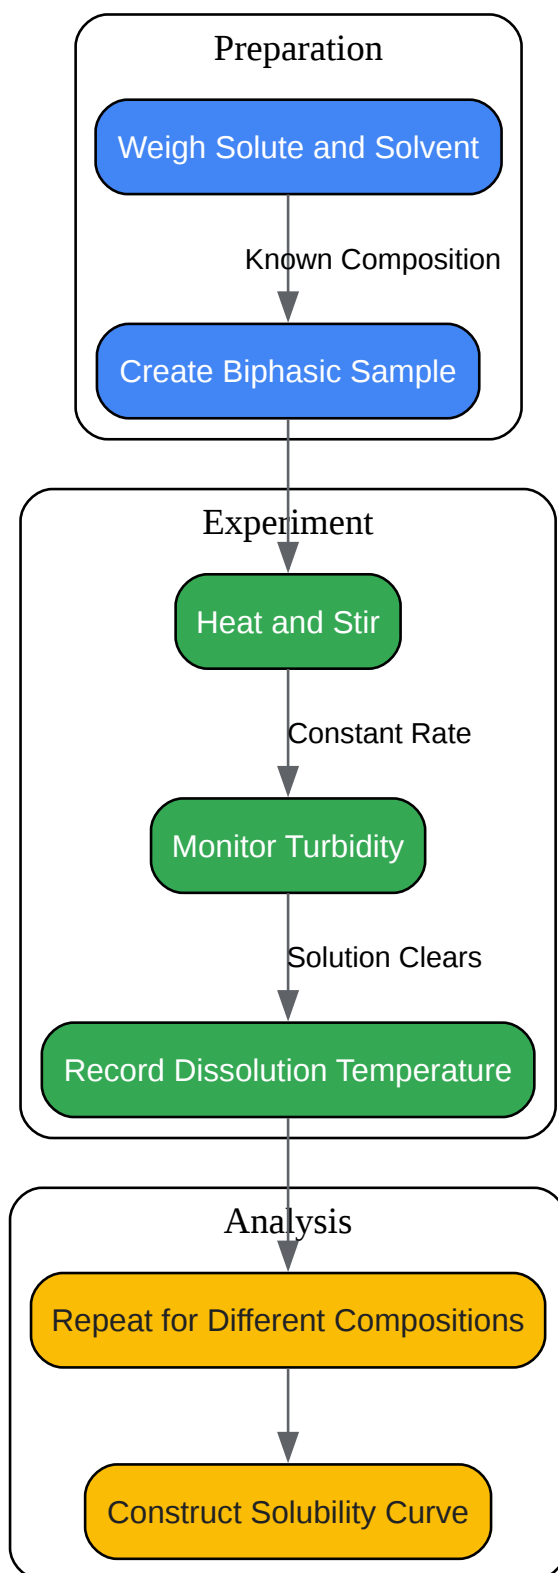 Preparation
Weigh Solute and Solvent
Known Composition
Create Biphasic Sample
Experiment
Heat and Stir
Constant Rate
Monitor Turbidity
Solution Clears
Record Dissolution Temperature
Analysis
Repeat for Different Compositions
Construct Solubility Curve